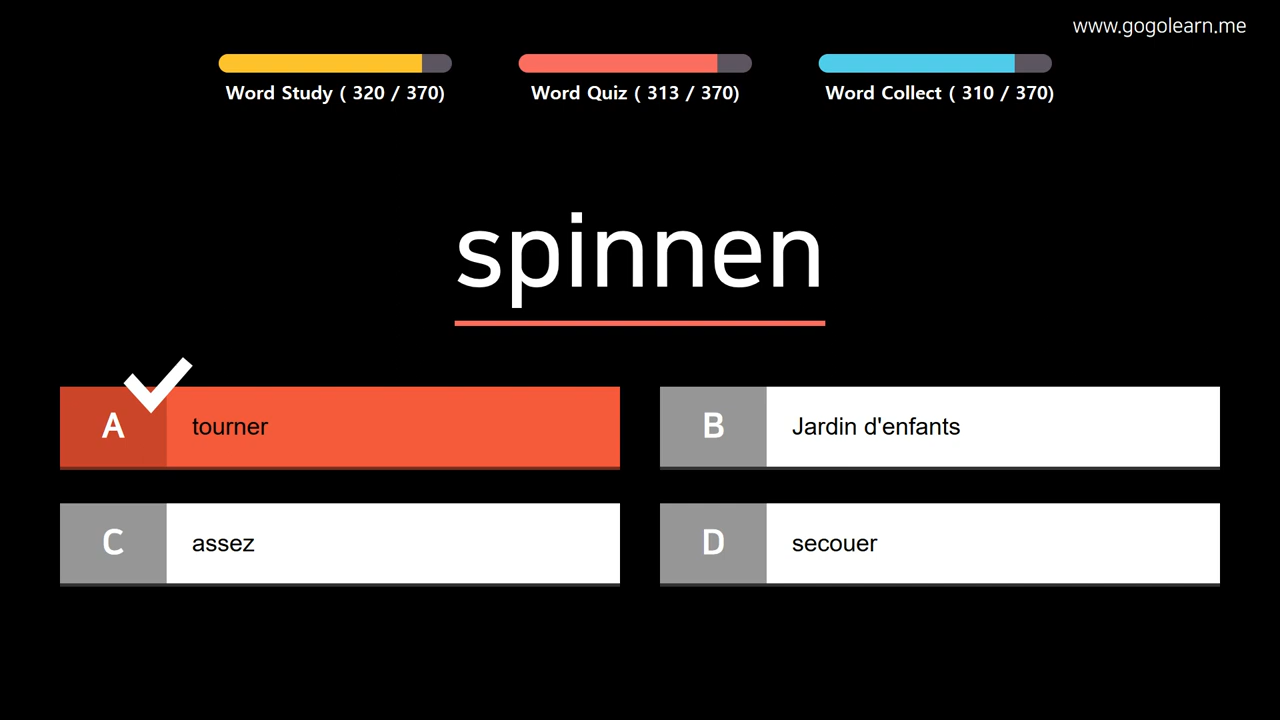 www.gogolearn.me
Word Study ( 320 / 370)
Word Quiz ( 313 / 370)
Word Collect ( 310 / 370)
spinnen
A tourner
B Jardin d'enfants
C assez
D secouer